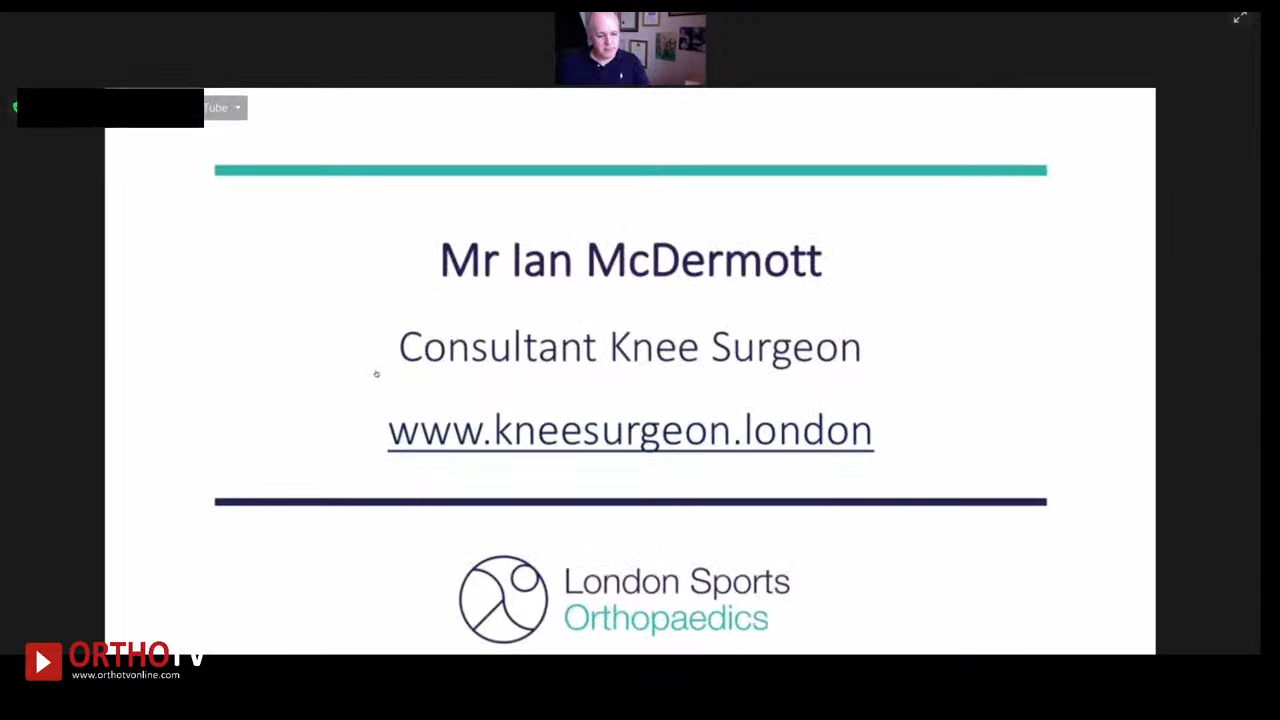 Tube
Mr Ian McDermott
Consultant Knee Surgeon
www.kneesurgeon.london
London Sports
Orthopaedics
ORTHOTV
www.orthotvonline.com